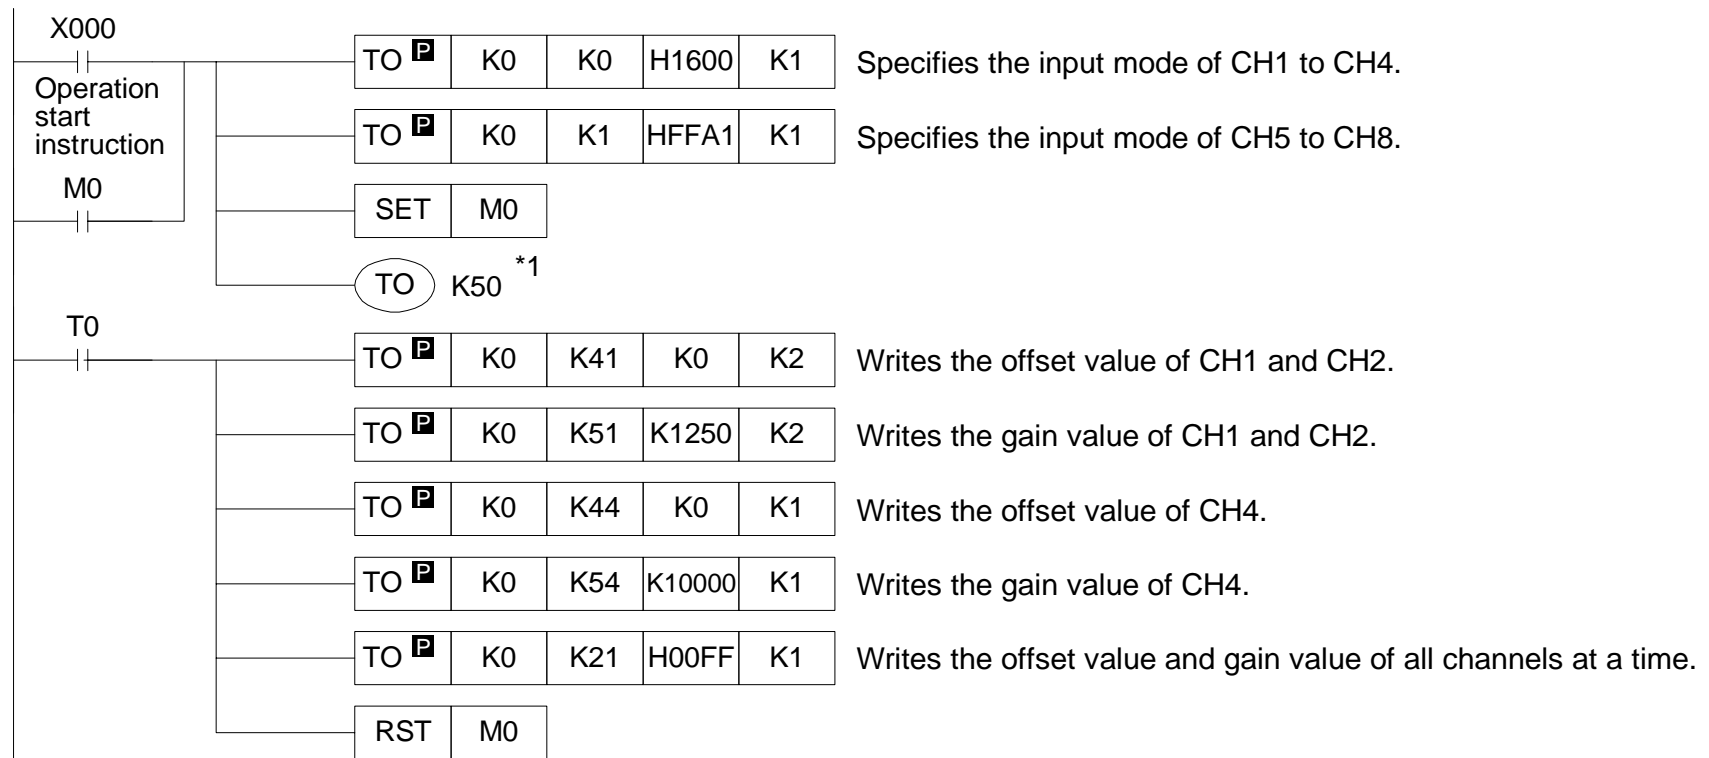 X000
TO P K0 K0 H1600 K1 Specifies the input mode of CH1 to CH4.
Operation
start
instruction
TO P K0 K1 HFFA1 K1 Specifies the input mode of CH5 to CH8.
M0
SET M0
TO K50 *1
T0
TO P K0 K41 K0 K2 Writes the offset value of CH1 and CH2.
TO P K0 K51 K1250 K2 Writes the gain value of CH1 and CH2.
TO P K0 K44 K0 K1 Writes the offset value of CH4.
TO P K0 K54 K10000 K1 Writes the gain value of CH4.
TO P K0 K21 H00FF K1 Writes the offset value and gain value of all channels at a time.
RST M0